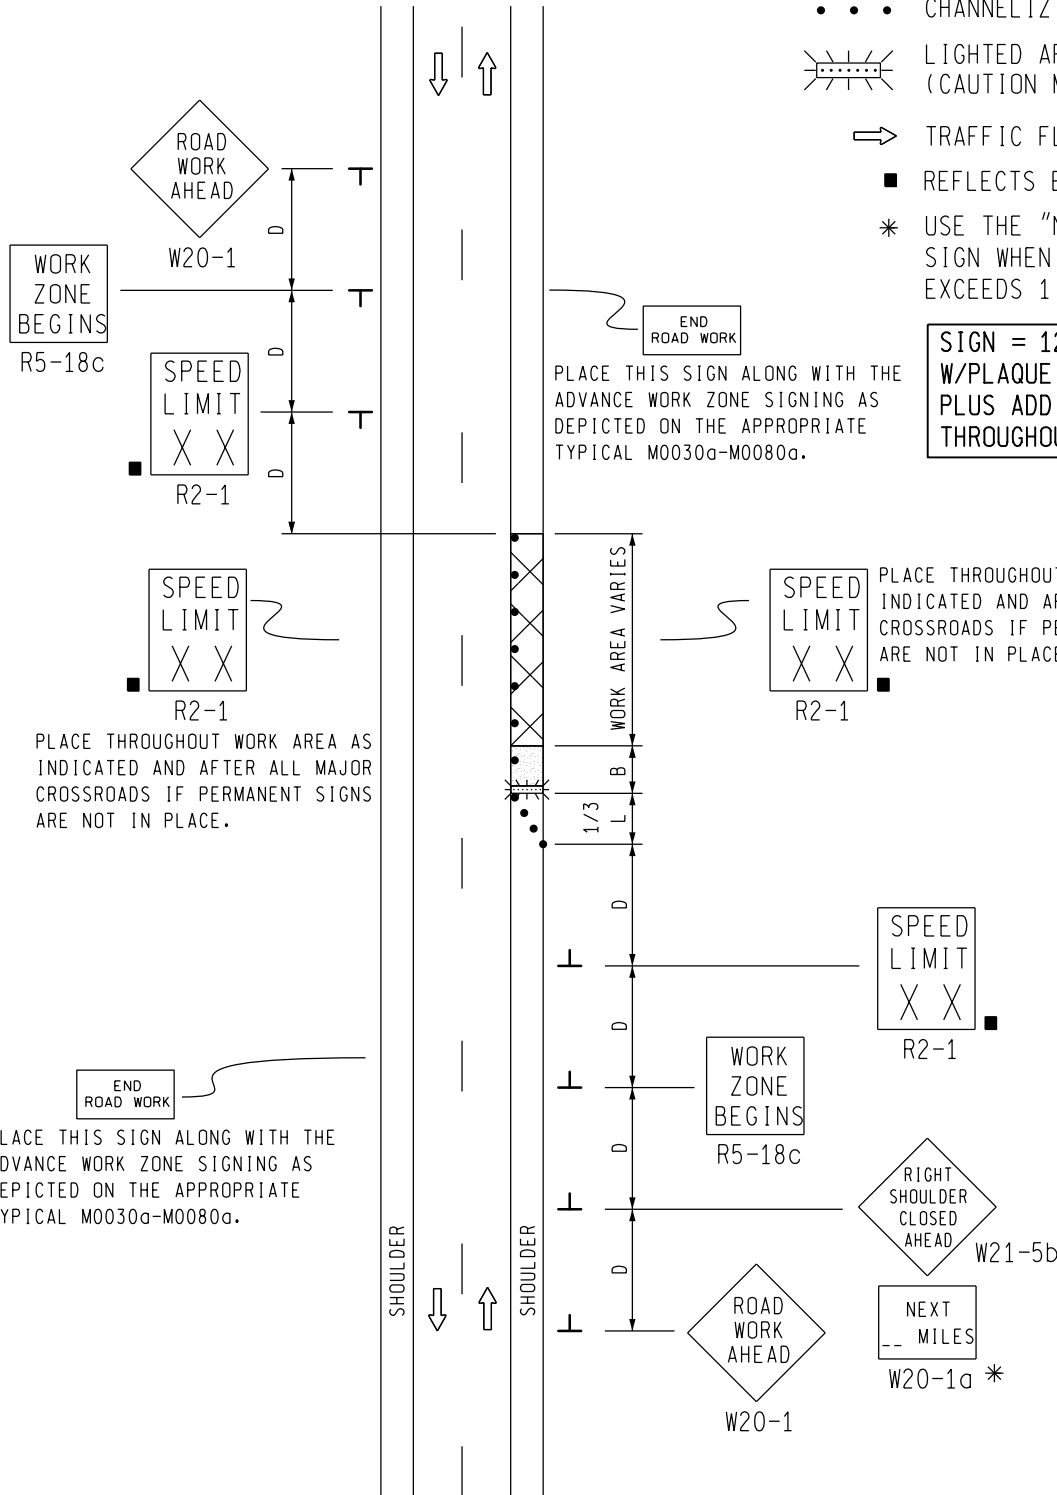 CHANNELIZ
LIGHTED
(CAUTION
TRAFFIC
REFLECTS
* USE THE
SIGN WHEN
EXCEEDS 1
SIGN =
W/PLAQUE
PLUS ADD
THROUGHOU
ROAD
WORK
AHEAD
W20-1
D
WORK
ZONE
BEGINS
R5-18c
D
SPEED
LIMIT
X X
R2-1
D
END
ROAD WORK
PLACE THIS SIGN ALONG WITH THE
ADVANCE WORK ZONE SIGNING AS
DEPICTED ON THE APPROPRIATE
TYPICAL M0030a-M0080a.
SPEED
LIMIT
X X
R2-1
PLACE THROUGHOUT WORK AREA AS
INDICATED AND AFTER ALL MAJOR
CROSSROADS IF PERMANENT SIGNS
ARE NOT IN PLACE.
WORK AREA VARIES
B
1/3 L
SPEED
LIMIT
X X
R2-1
PLACE THROUGHOUT
INDICATED AND
CROSSROADS IF
ARE NOT IN PLACE
D
SPEED
LIMIT
X X
R2-1
D
WORK
ZONE
BEGINS
R5-18c
D
RIGHT
SHOULDER
CLOSED
AHEAD
W21-5b
D
ROAD
WORK
AHEAD
W20-1
NEXT
__ MILES
W20-1a *
END
ROAD WORK
LACE THIS SIGN ALONG WITH THE
DVANCE WORK ZONE SIGNING AS
EPICTED ON THE APPROPRIATE
YPICAL M0030a-M0080a.
SHOULDER
SHOULDER